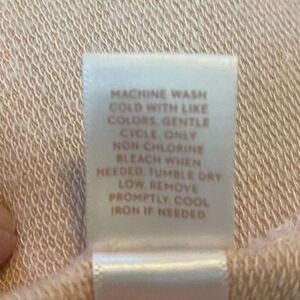 MACHINE WASH
COLD WITH LIKE
COLORS, GENTLE
CYCLE, ONLY
NON-CHLORINE
BLEACH WHEN
NEEDED, TUMBLE DRY
LOW, REMOVE
PROMPTLY, COOL
IRON IF NEEDED